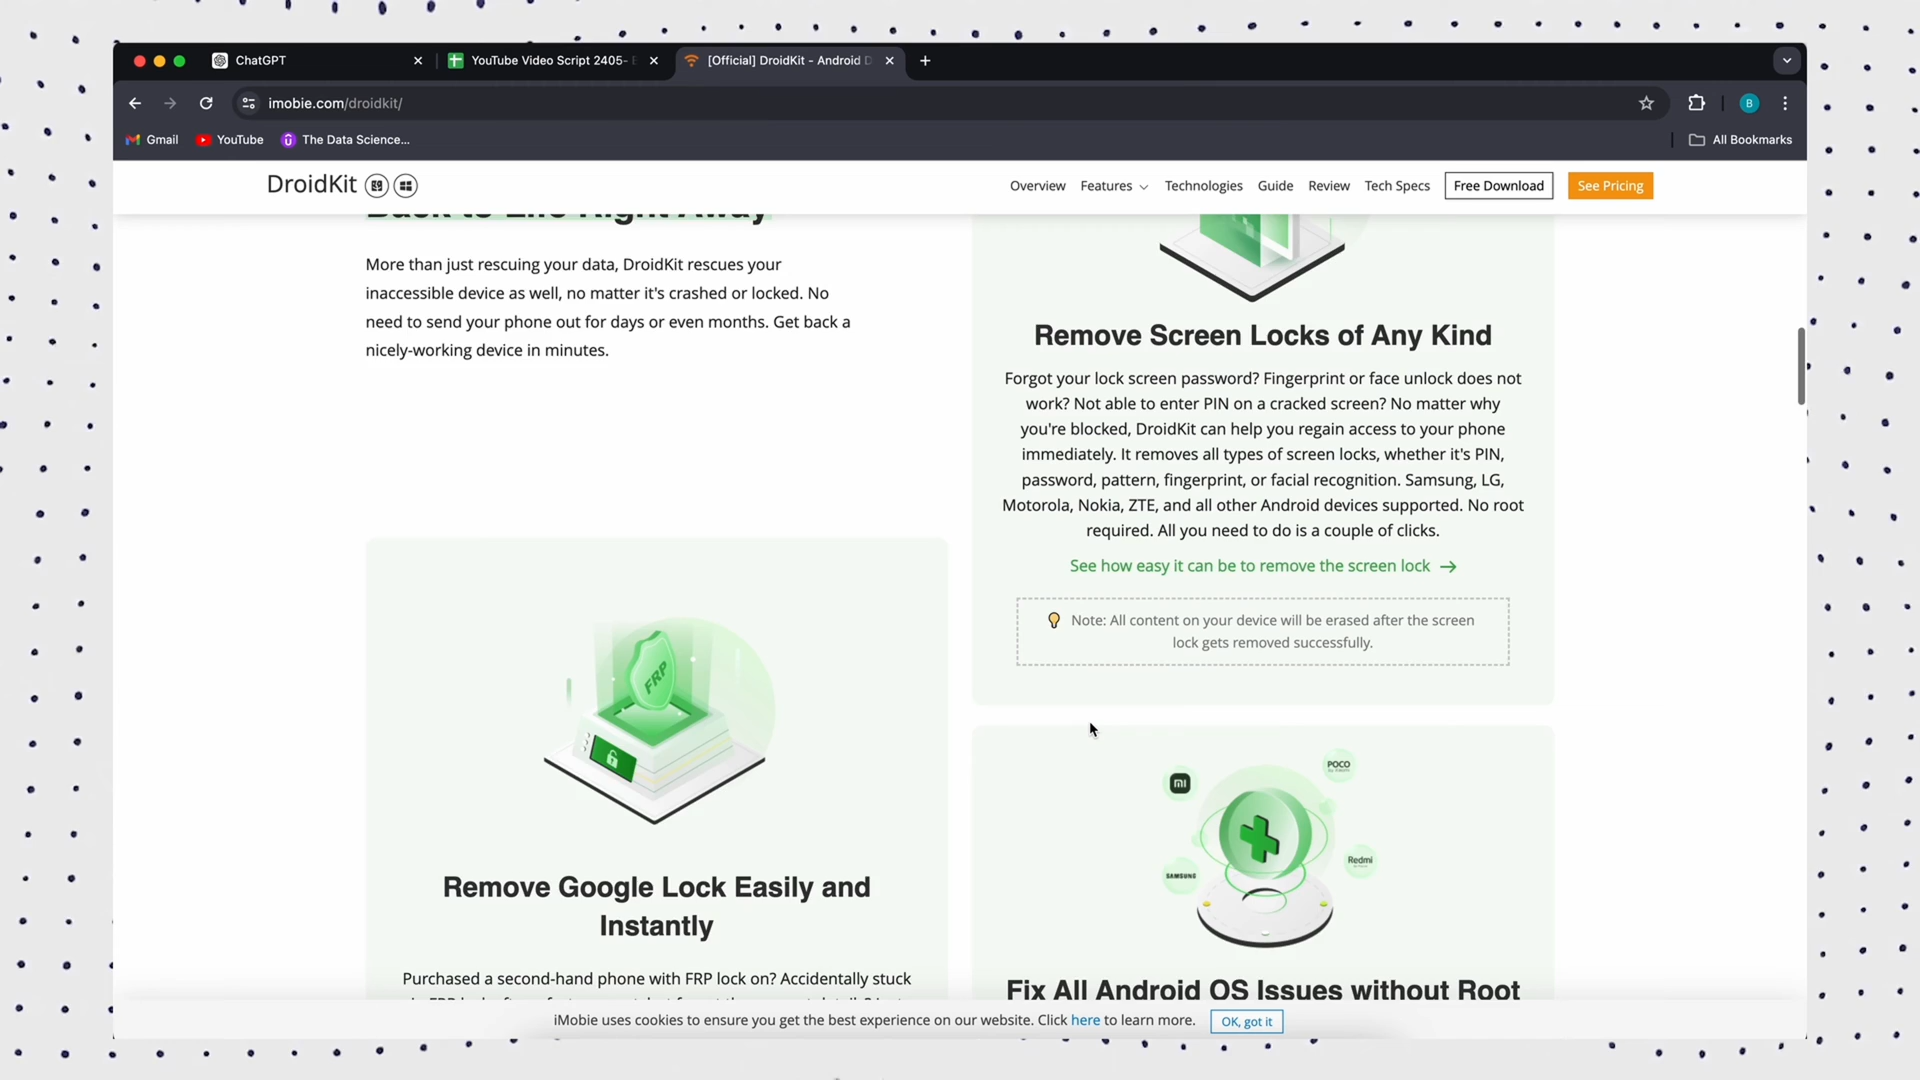 ChatGPT
YouTube Video Script 2405-
[Official] DroidKit - Android D
imobie.com/droidkit/
B
Gmail
YouTube
The Data Science...
All Bookmarks
DroidKit
Overview
Features
Technologies
Guide
Review
Tech Specs
Free Download
See Pricing
Back to Life Right Away
More than just rescuing your data, DroidKit rescues your
inaccessible device as well, no matter it's crashed or locked. No
need to send your phone out for days or even months. Get back a
nicely-working device in minutes.
Remove Screen Locks of Any Kind
Forgot your lock screen password? Fingerprint or face unlock does not
work? Not able to enter PIN on a cracked screen? No matter why
you're blocked, DroidKit can help you regain access to your phone
immediately. It removes all types of screen locks, whether it's PIN,
password, pattern, fingerprint, or facial recognition. Samsung, LG,
Motorola, Nokia, ZTE, and all other Android devices supported. No root
required. All you need to do is a couple of clicks.
See how easy it can be to remove the screen lock →
Note: All content on your device will be erased after the screen
lock gets removed successfully.
FRP
Remove Google Lock Easily and
Instantly
Purchased a second-hand phone with FRP lock on? Accidentally stuck
mi
POCO
SAMSUNG
Redmi
Fix All Android OS Issues without Root
iMobie uses cookies to ensure you get the best experience on our website. Click here to learn more.
OK, got it